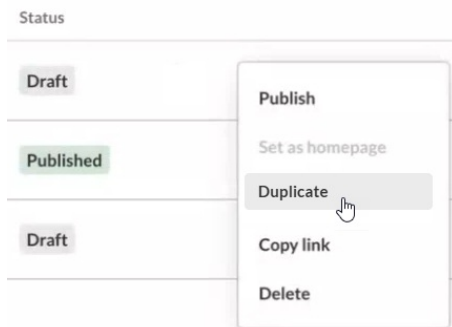 Status
Draft
Publish
Set as homepage
Published
Duplicate
Draft
Copy link
Delete